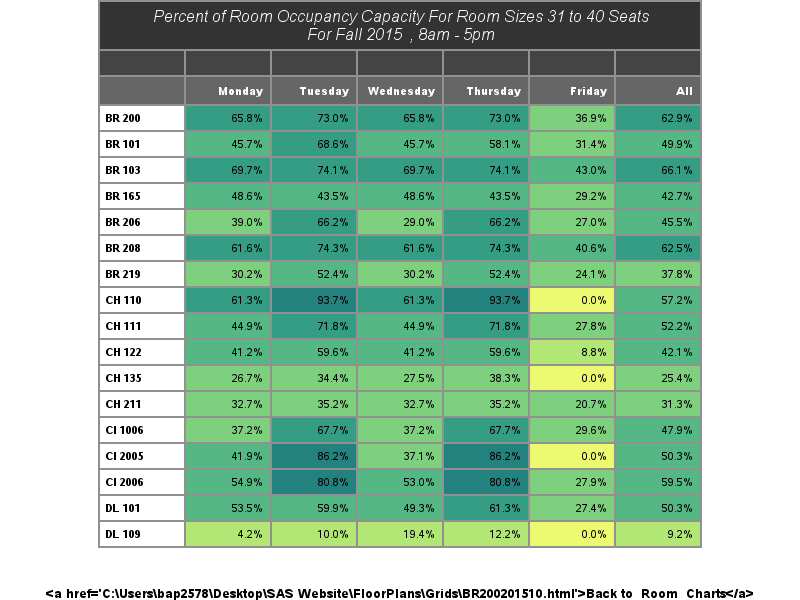 Percent of Room Occupancy Capacity For Room Sizes 31 to 40 Seats
For Fall 2015 , 8am - 5pm
Monday Tuesday Wednesday Thursday Friday All
BR 200 65.8% 73.0% 65.8% 73.0% 36.9% 62.9%
BR 101 45.7% 68.6% 45.7% 58.1% 31.4% 49.9%
BR 103 69.7% 74.1% 69.7% 74.1% 43.0% 66.1%
BR 165 48.6% 43.5% 48.6% 43.5% 29.2% 42.7%
BR 206 39.0% 66.2% 29.0% 66.2% 27.0% 45.5%
BR 208 61.6% 74.3% 61.6% 74.3% 40.6% 62.5%
BR 219 30.2% 52.4% 30.2% 52.4% 24.1% 37.8%
CH 110 61.3% 93.7% 61.3% 93.7% 0.0% 57.2%
CH 111 44.9% 71.8% 44.9% 71.8% 27.8% 52.2%
CH 122 41.2% 59.6% 41.2% 59.6% 8.8% 42.1%
CH 135 26.7% 34.4% 27.5% 38.3% 0.0% 25.4%
CH 211 32.7% 35.2% 32.7% 35.2% 20.7% 31.3%
CI 1006 37.2% 67.7% 37.2% 67.7% 29.6% 47.9%
CI 2005 41.9% 86.2% 37.1% 86.2% 0.0% 50.3%
CI 2006 54.9% 80.8% 53.0% 80.8% 27.9% 59.5%
DL 101 53.5% 59.9% 49.3% 61.3% 27.4% 50.3%
DL 109 4.2% 10.0% 19.4% 12.2% 0.0% 9.2%
<a href='C:\Users\bap2578\Desktop\SAS Website\FloorPlans\Grids\BR200201510.html'>Back to Room Charts</a>